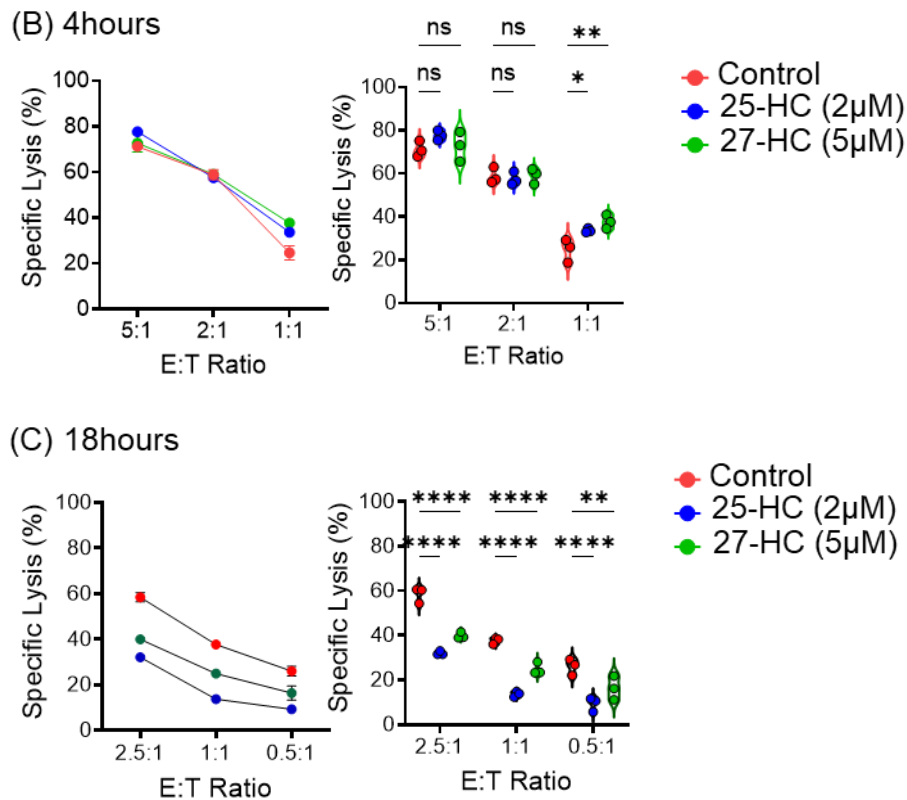 (B) 4hours
Specific Lysis (%)
100
80
60
40
20
0
5:1 2:1 1:1
E:T Ratio
ns ns **
ns ns *
Specific Lysis (%)
100
80
60
40
20
0
5:1 2:1 1:1
E:T Ratio
Control
25-HC (2µM)
27-HC (5µM)
(C) 18hours
Specific Lysis (%)
100
80
60
40
20
0
2.5:1 1:1 0.5:1
E:T Ratio
**** **** **
**** **** ****
Specific Lysis (%)
100
80
60
40
20
0
2.5:1 1:1 0.5:1
E:T Ratio
Control
25-HC (2µM)
27-HC (5µM)